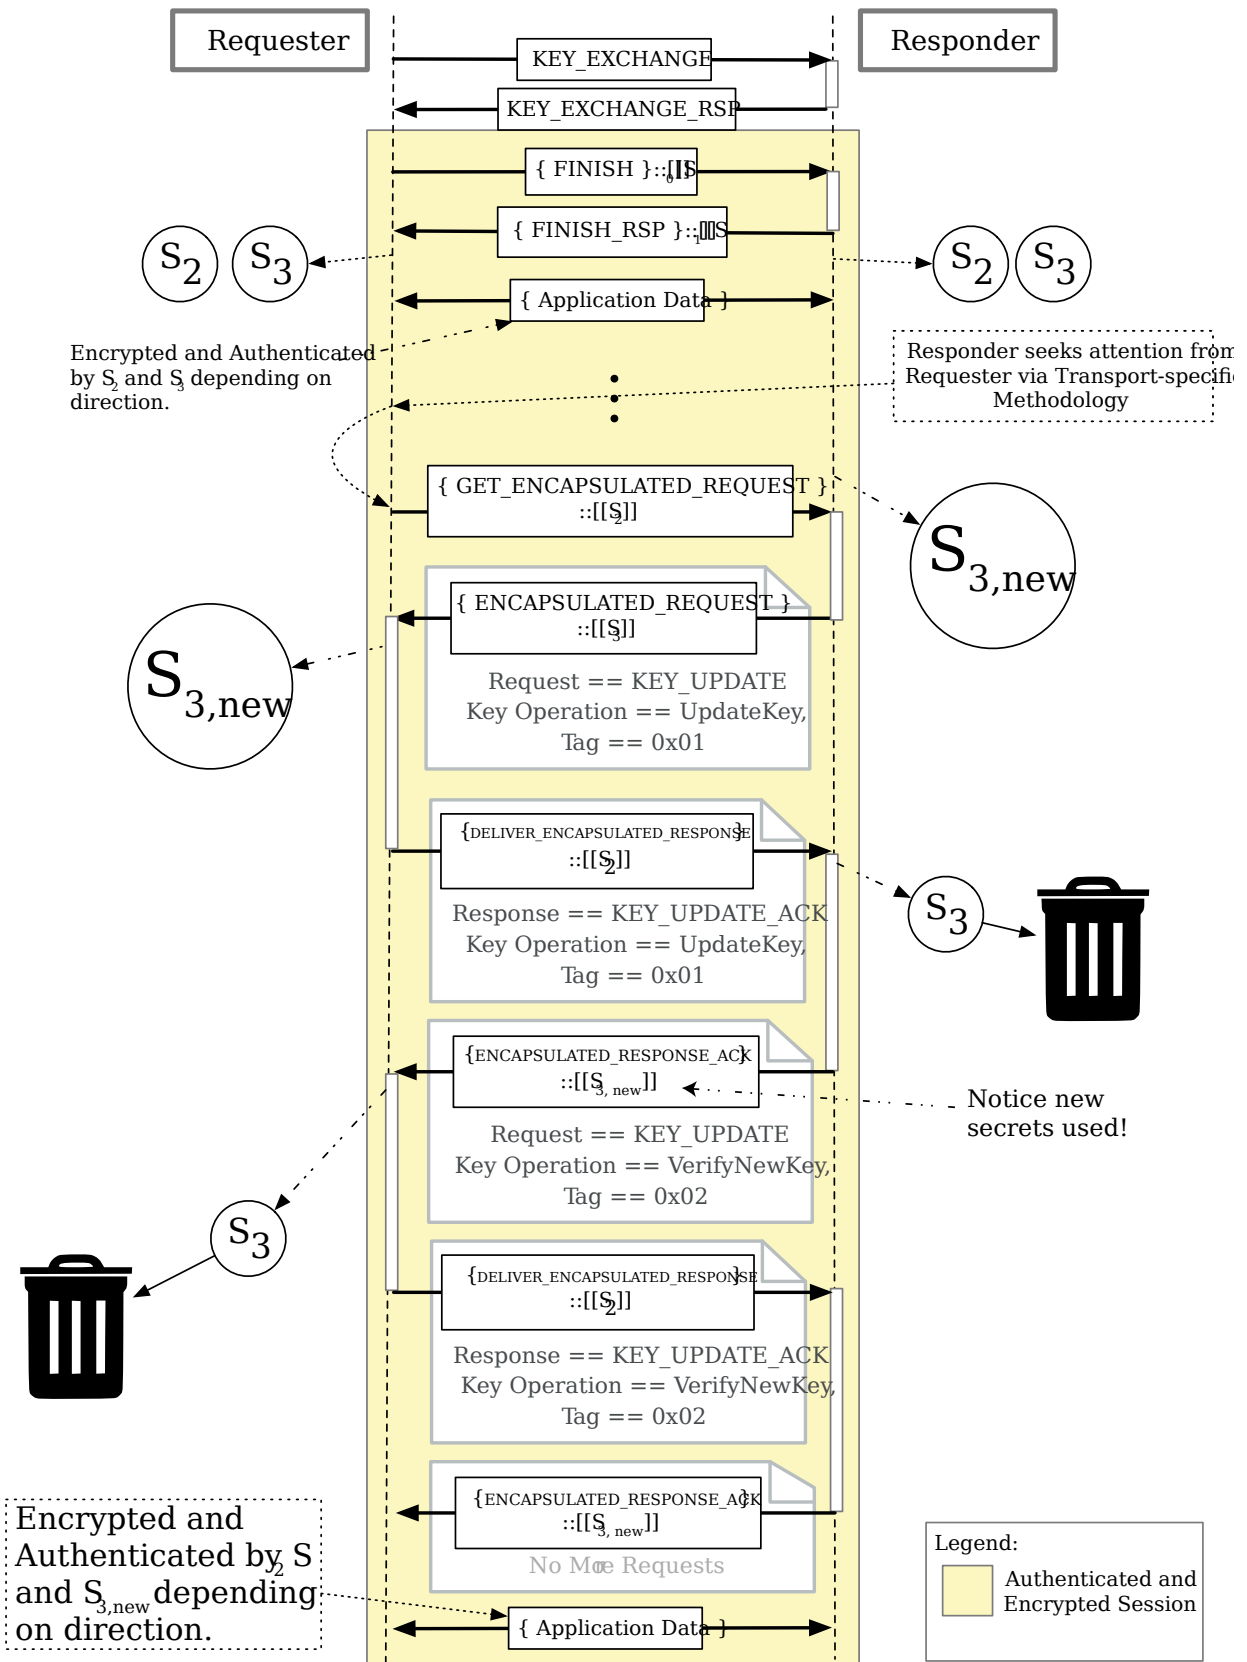 Requester
Responder
KEY_EXCHANGE
KEY_EXCHANGE_RSP
{ FINISH }::[[S0]]
{ FINISH_RSP }::[[S1]]
S2
S3
S2
S3
{ Application Data }
Encrypted and Authenticated
by S2 and S3 depending on
direction.
Responder seeks attention from
Requester via Transport-specific
Methodology
{ GET_ENCAPSULATED_REQUEST }
::[[S2]]
S3,new
{ ENCAPSULATED_REQUEST }
::[[S3]]
S3,new
Request == KEY_UPDATE
Key Operation == UpdateKey,
Tag == 0x01
{DELIVER_ENCAPSULATED_RESPONSE}
::[[S2]]
S3
Response == KEY_UPDATE_ACK
Key Operation == UpdateKey,
Tag == 0x01
{ENCAPSULATED_RESPONSE_ACK}
::[[S3, new]]
Notice new
secrets used!
Request == KEY_UPDATE
Key Operation == VerifyNewKey,
Tag == 0x02
S3
{DELIVER_ENCAPSULATED_RESPONSE}
::[[S2]]
Response == KEY_UPDATE_ACK
Key Operation == VerifyNewKey,
Tag == 0x02
{ENCAPSULATED_RESPONSE_ACK}
::[[S3, new]]
No More Requests
Encrypted and
Authenticated by S2
and S3,new depending
on direction.
{ Application Data }
Legend:
Authenticated and
Encrypted Session